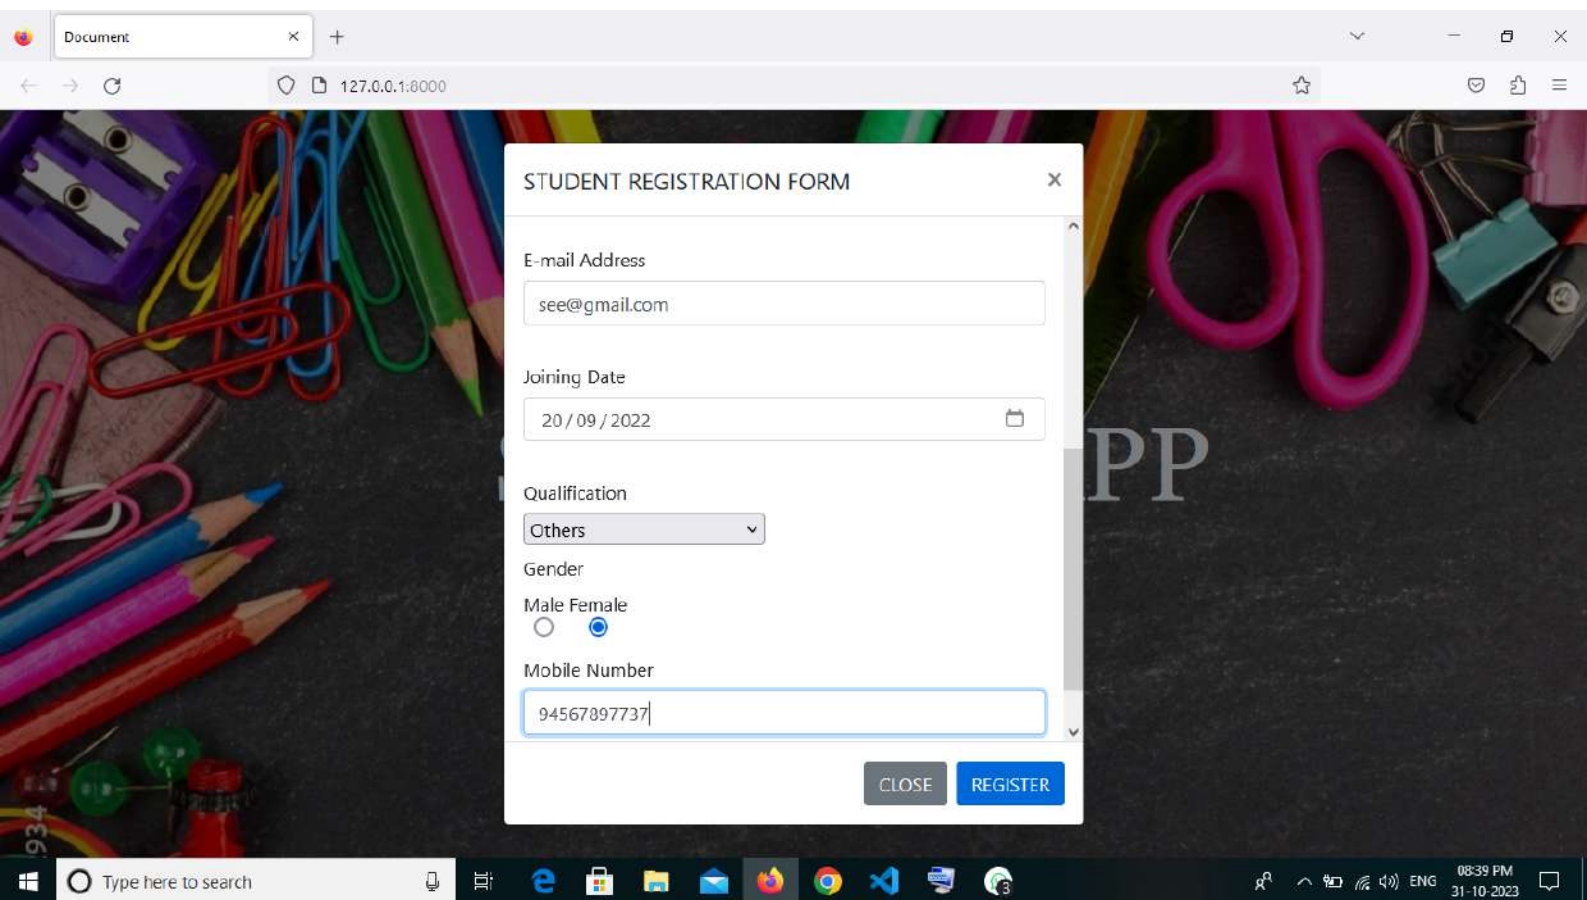 Document
127.0.0.1:8000
STUDENT REGISTRATION FORM
E-mail Address
see@gmail.com
Joining Date
20/09/2022
PP
Qualification
Others
Gender
Male Female
Mobile Number
94567897737
CLOSE REGISTER
Type here to search
3
ENG
08:39 PM
31-10-2023